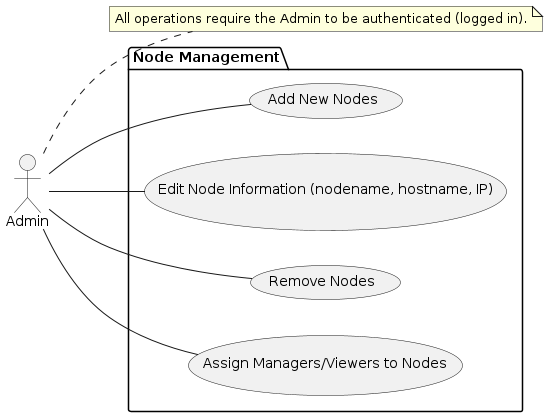 All operations require the Admin to be authenticated (logged in).
Node Management
Add New Nodes
Edit Node Information (nodename, hostname, IP)
Admin
Remove Nodes
Assign Managers/Viewers to Nodes